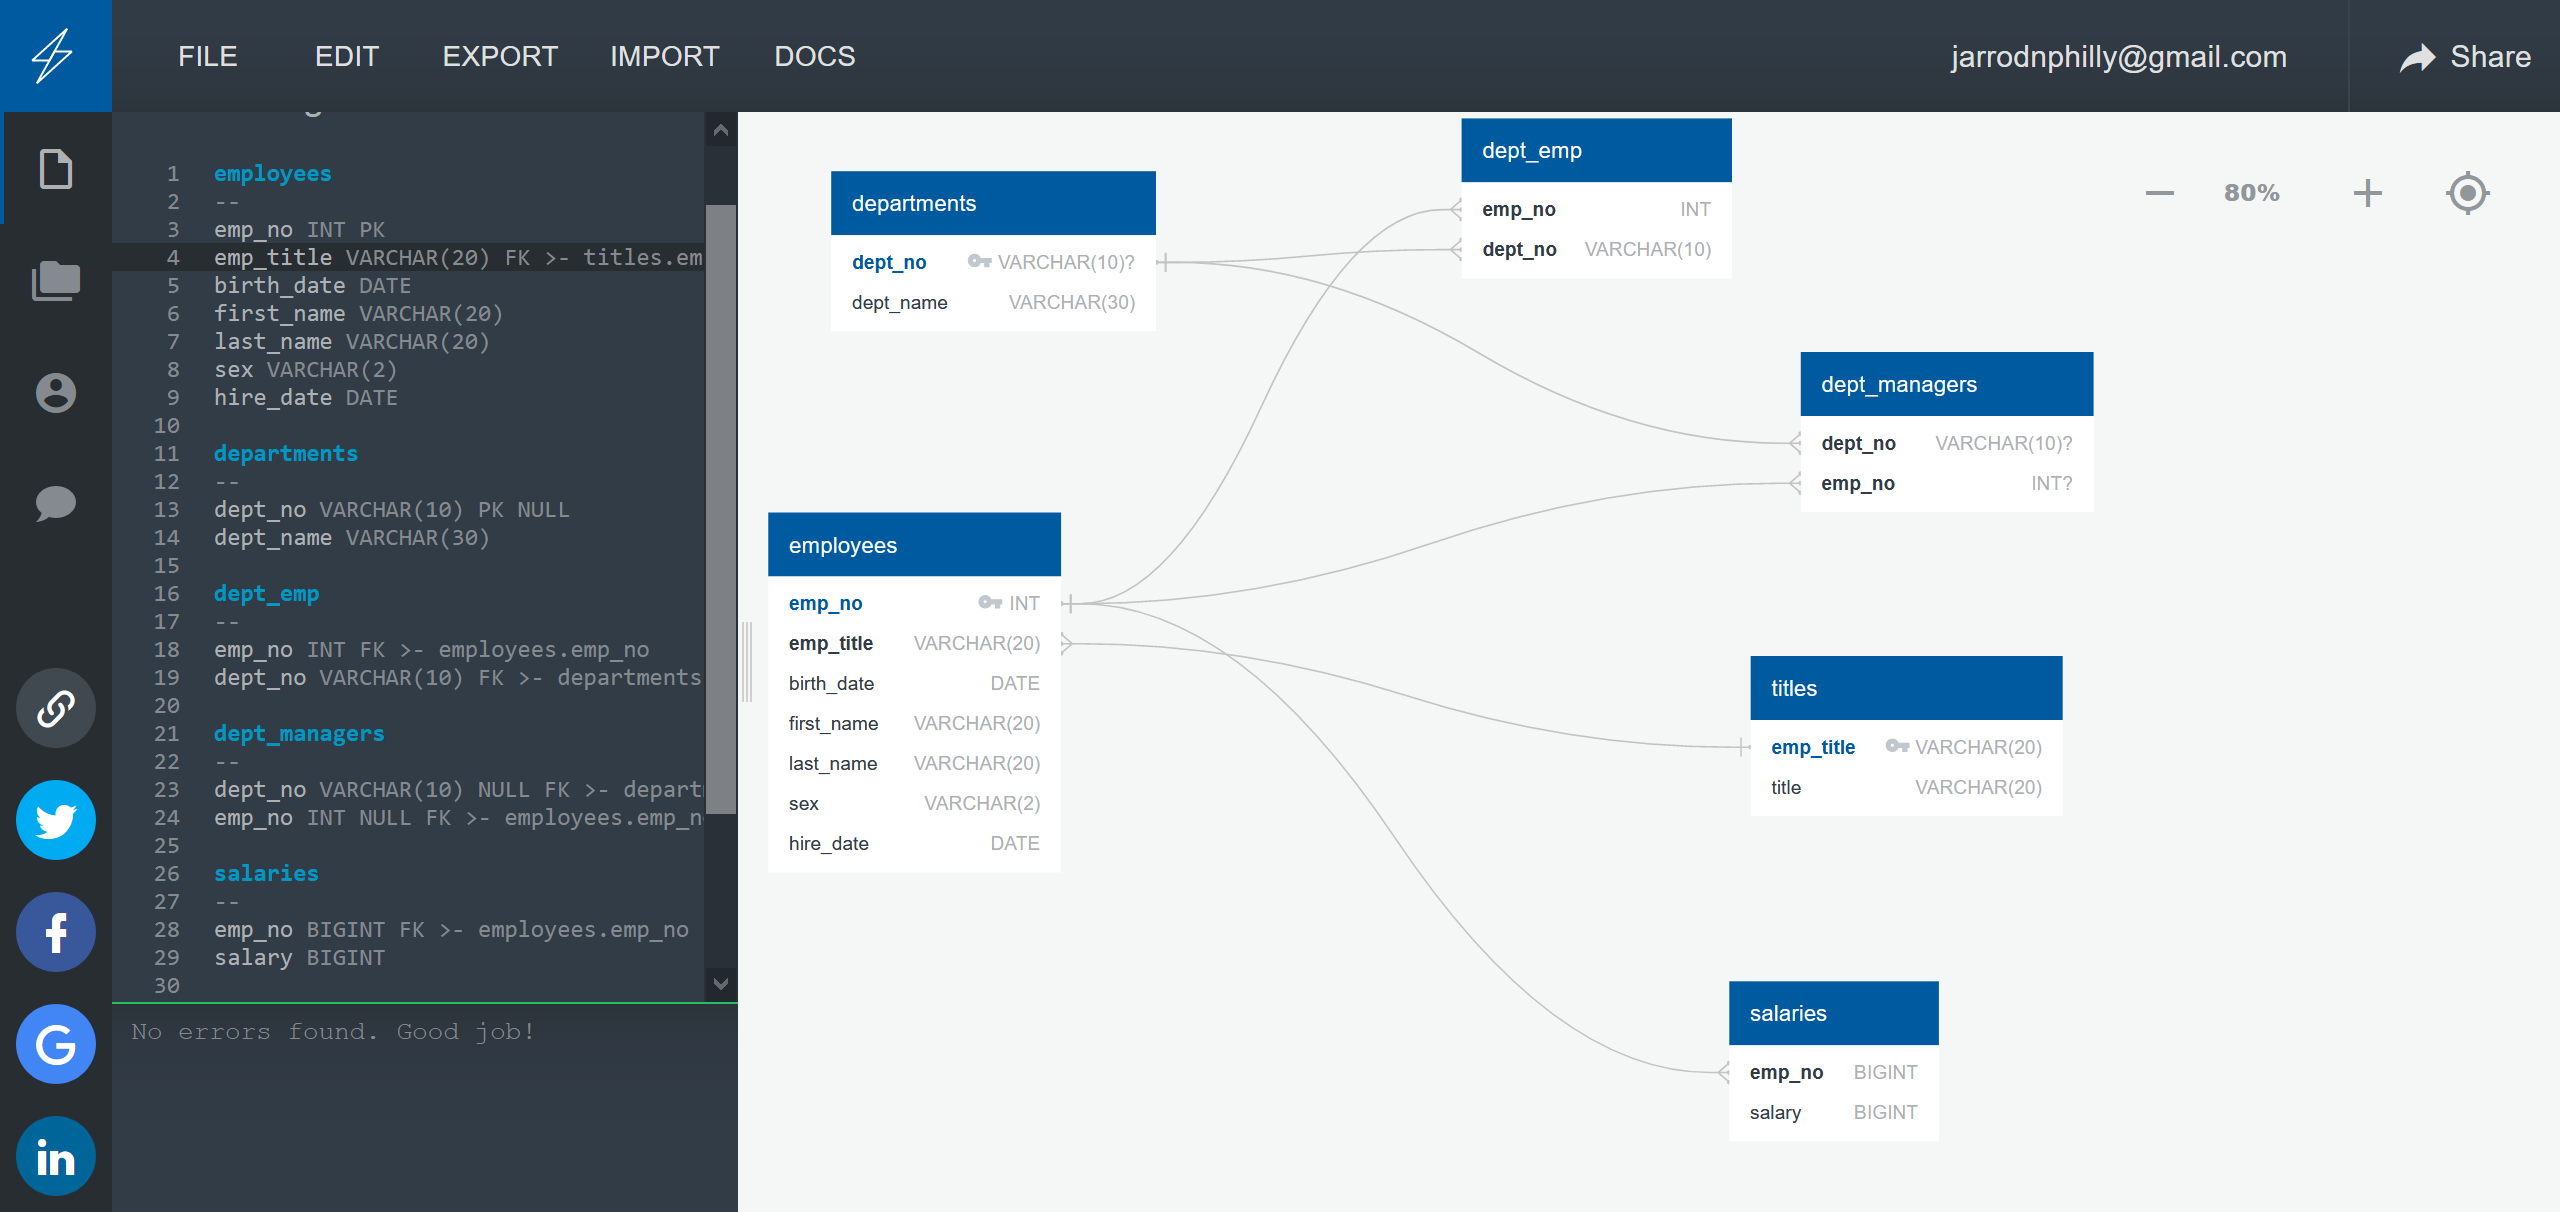 FILE EDIT EXPORT IMPORT DOCS jarrodnphilly@gmail.com Share
1 employees
2 --
3 emp_no INT PK
4 emp_title VARCHAR(20) FK >- titles.em
5 birth_date DATE
6 first_name VARCHAR(20)
7 last_name VARCHAR(20)
8 sex VARCHAR(2)
9 hire_date DATE
10
11 departments
12 --
13 dept_no VARCHAR(10) PK NULL
14 dept_name VARCHAR(30)
15
16 dept_emp
17 --
18 emp_no INT FK >- employees.emp_no
19 dept_no VARCHAR(10) FK >- departments
20
21 dept_managers
22 --
23 dept_no VARCHAR(10) NULL FK >- depart
24 emp_no INT NULL FK >- employees.emp_n
25
26 salaries
27 --
28 emp_no BIGINT FK >- employees.emp_no
29 salary BIGINT
30
No errors found. Good job!
departments
dept_no VARCHAR(10)?
dept_name VARCHAR(30)
dept_emp
emp_no INT
dept_no VARCHAR(10)
80%
dept_managers
dept_no VARCHAR(10)?
emp_no INT?
employees
emp_no INT
emp_title VARCHAR(20)
birth_date DATE
first_name VARCHAR(20)
last_name VARCHAR(20)
sex VARCHAR(2)
hire_date DATE
titles
emp_title VARCHAR(20)
title VARCHAR(20)
salaries
emp_no BIGINT
salary BIGINT